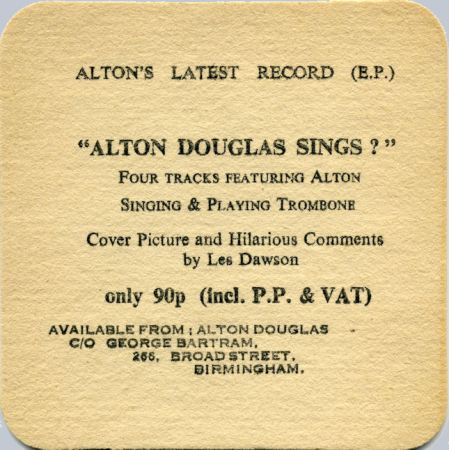 ALTON'S LATEST RECORD (E.P.)
"ALTON DOUGLAS SINGS ? "
FOUR TRACKS FEATURING ALTON
SINGING & PLAYING TROMBONE
Cover Picture and Hilarious Comments
by Les Dawson
only 90p (incl. P.P. & VAT)
AVAILABLE FROM ; ALTON DOUGLAS
C/O GEORGE BARTRAM,
266, BROAD STREET,
BIRMINGHAM.